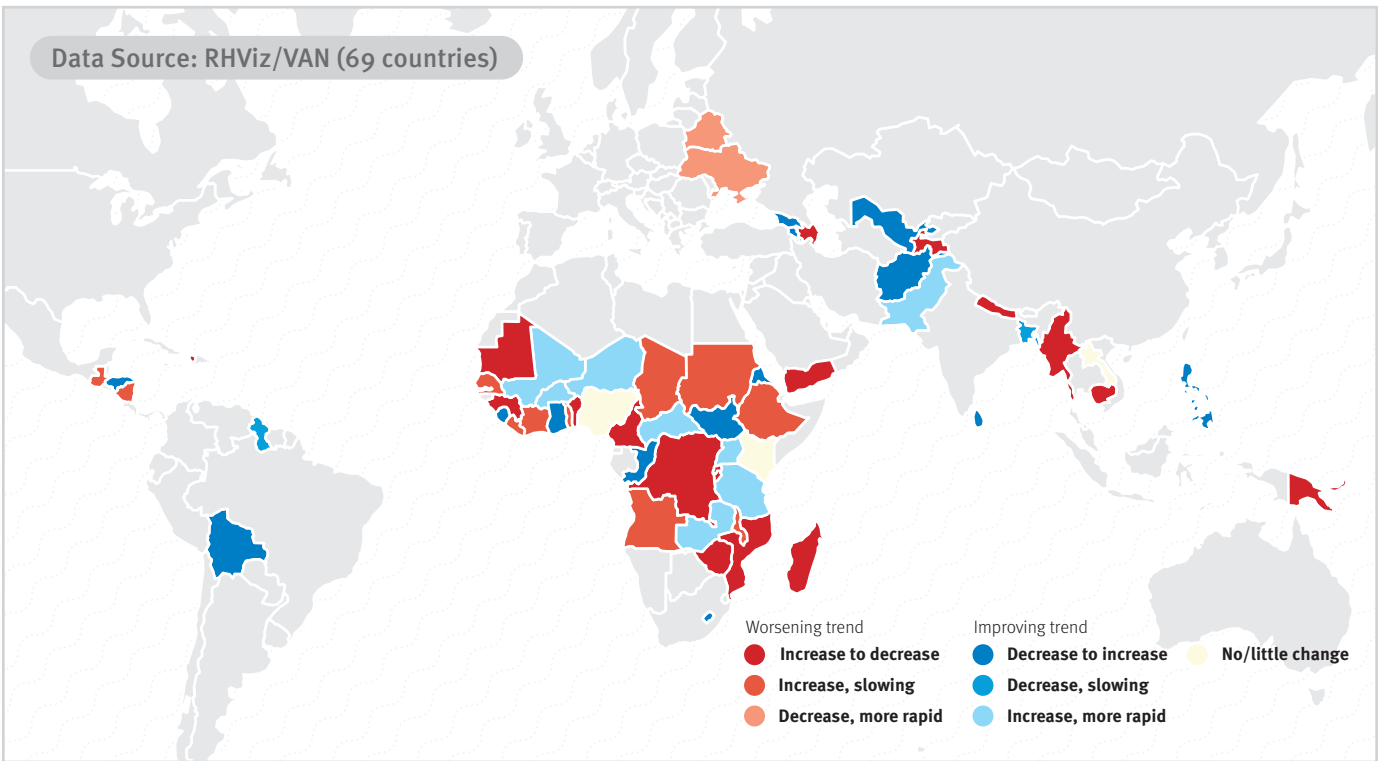 Data Source: RHViz/VAN (69 countries)
Worsening trend
Increase to decrease
Increase, slowing
Decrease, more rapid
Improving trend
Decrease to increase
Decrease, slowing
Increase, more rapid
No/little change